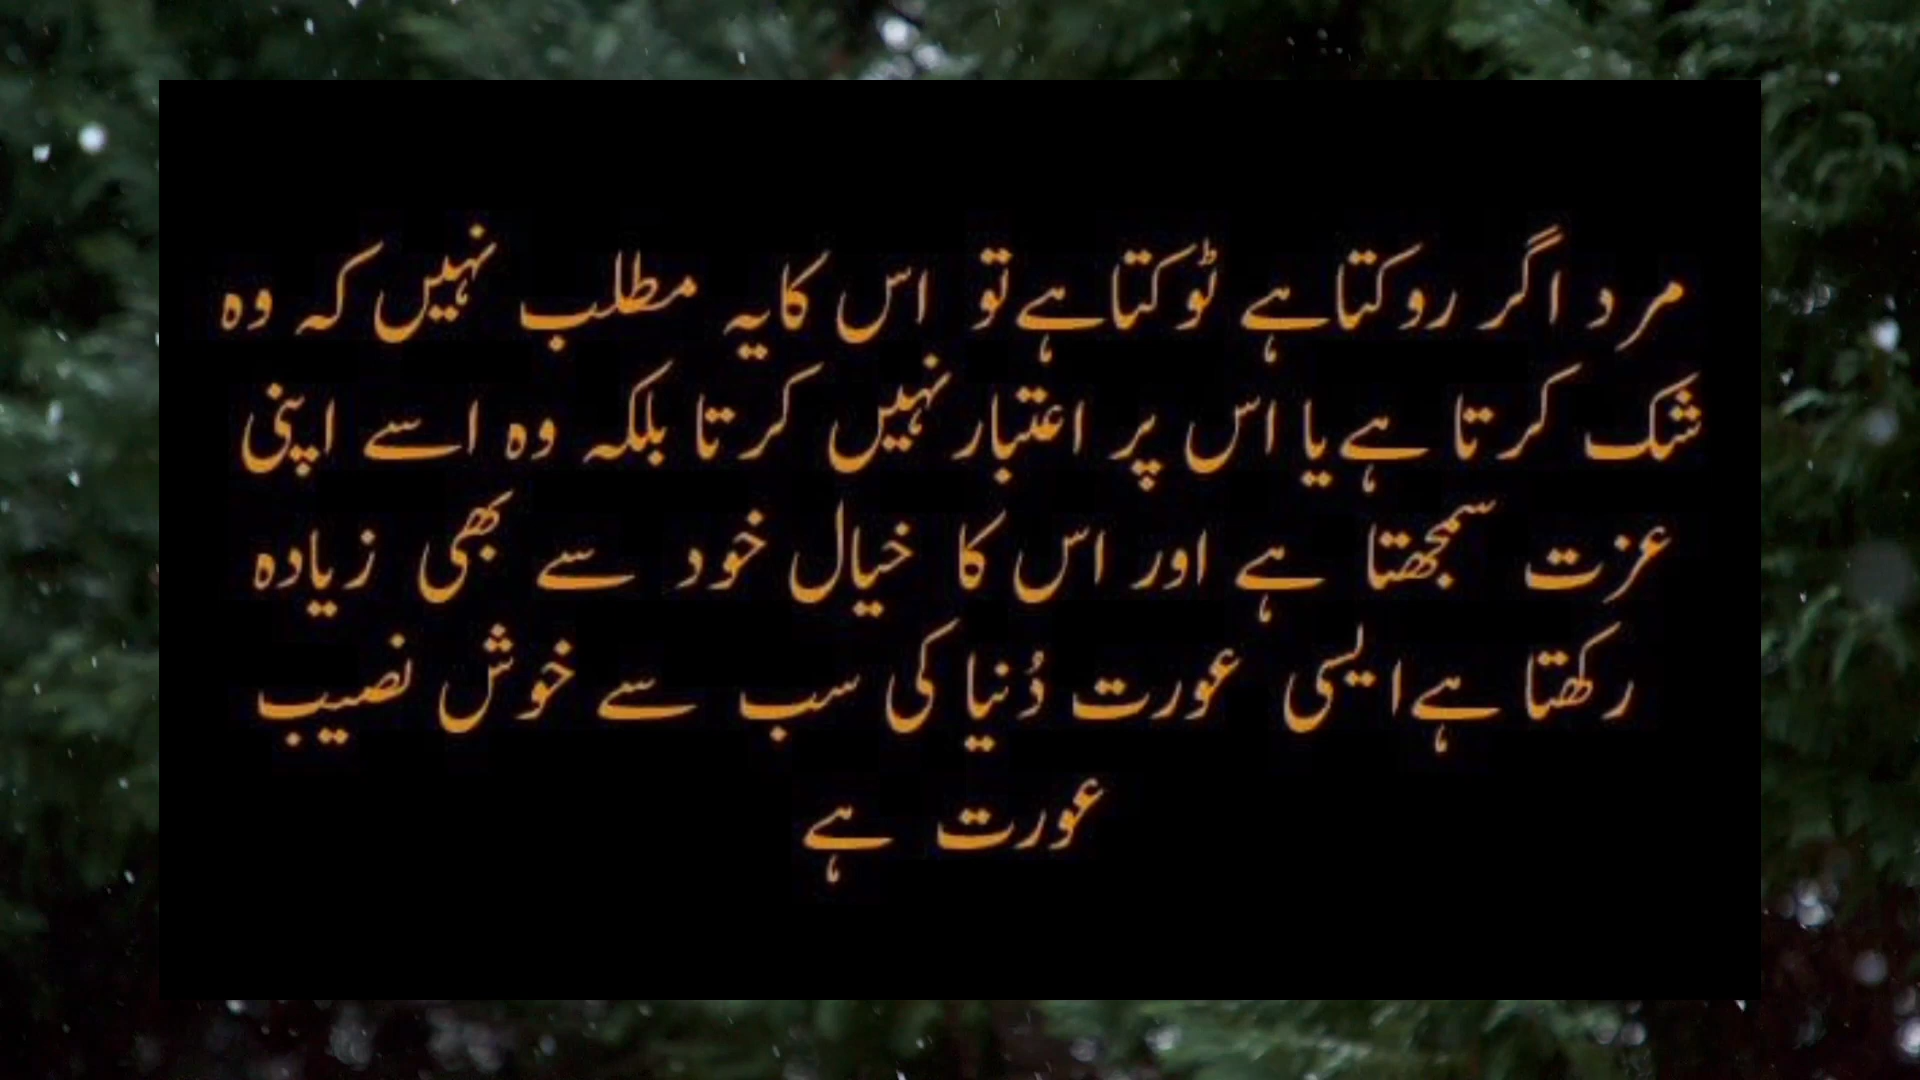 مرد اگر روکتا ہے ٹوکتا ہے تو اس کا یہ مطلب نہیں کہ وہ
شک کرتا ہے یا اس پر اعتبار نہیں کرتا بلکہ وہ اسے اپنی
عزت سمجھتا ہے اور اس کا خیال خود سے بھی زیادہ
رکھتا ہے ایسی عورت دُنیا کی سب سے خوش نصیب
عورت ہے